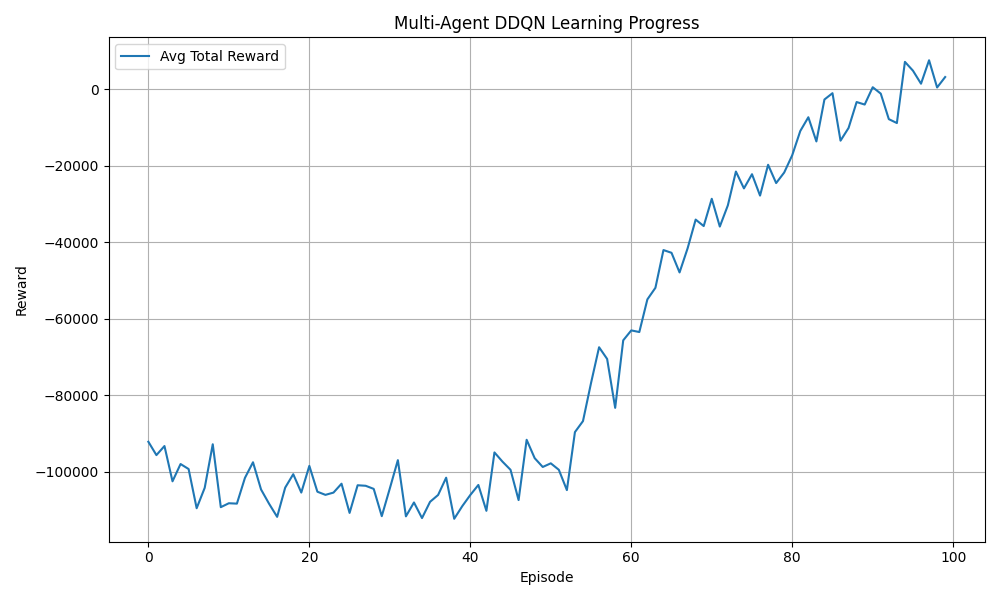 Multi-Agent DDQN Learning Progress
Avg Total Reward
0
−20000
−40000
−60000
−80000
−100000
Reward
0 20 40 60 80 100
Episode